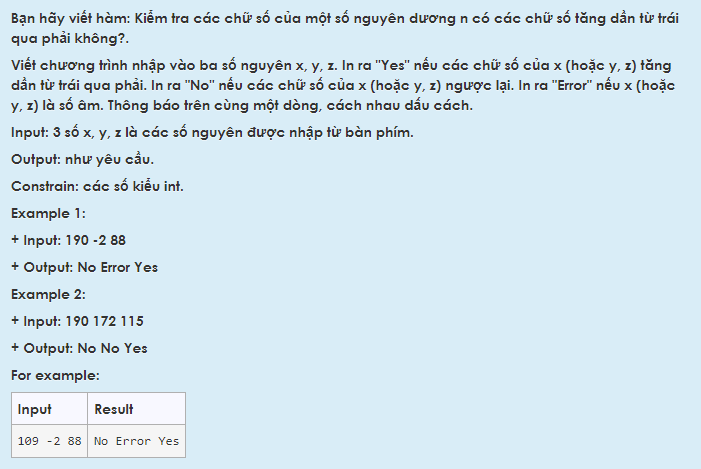 Bạn hãy viết hàm: Kiểm tra các chữ số của một số nguyên dương n có các chữ số tăng dần từ trái
qua phải không?.
Viết chương trình nhập vào ba số nguyên x, y, z. In ra "Yes" nếu các chữ số của x (hoặc y, z) tăng
dần từ trái qua phải. In ra "No" nếu các chữ số của x (hoặc y, z) ngược lại. In ra "Error" nếu x (hoặc
y, z) là số âm. Thông báo trên cùng một dòng, cách nhau dấu cách.
Input: 3 số x, y, z là các số nguyên được nhập từ bàn phím.
Output: như yêu cầu.
Constrain: các số kiểu int.
Example 1:
+ Input: 190 -2 88
+ Output: No Error Yes
Example 2:
+ Input: 190 172 115
+ Output: No No Yes
For example:
Input Result
109 -2 88 No Error Yes